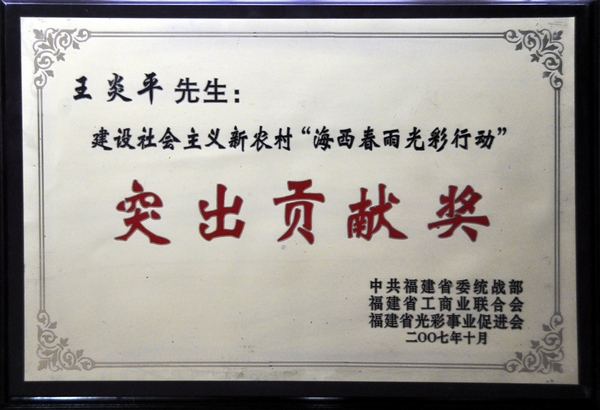 王炎平先生：
建设社会主义新农村“海西春雨光彩行动”
突出贡献奖
中共福建省委统战部
福建省工商业联合会
福建省光彩事业促进会
二〇〇七年十月